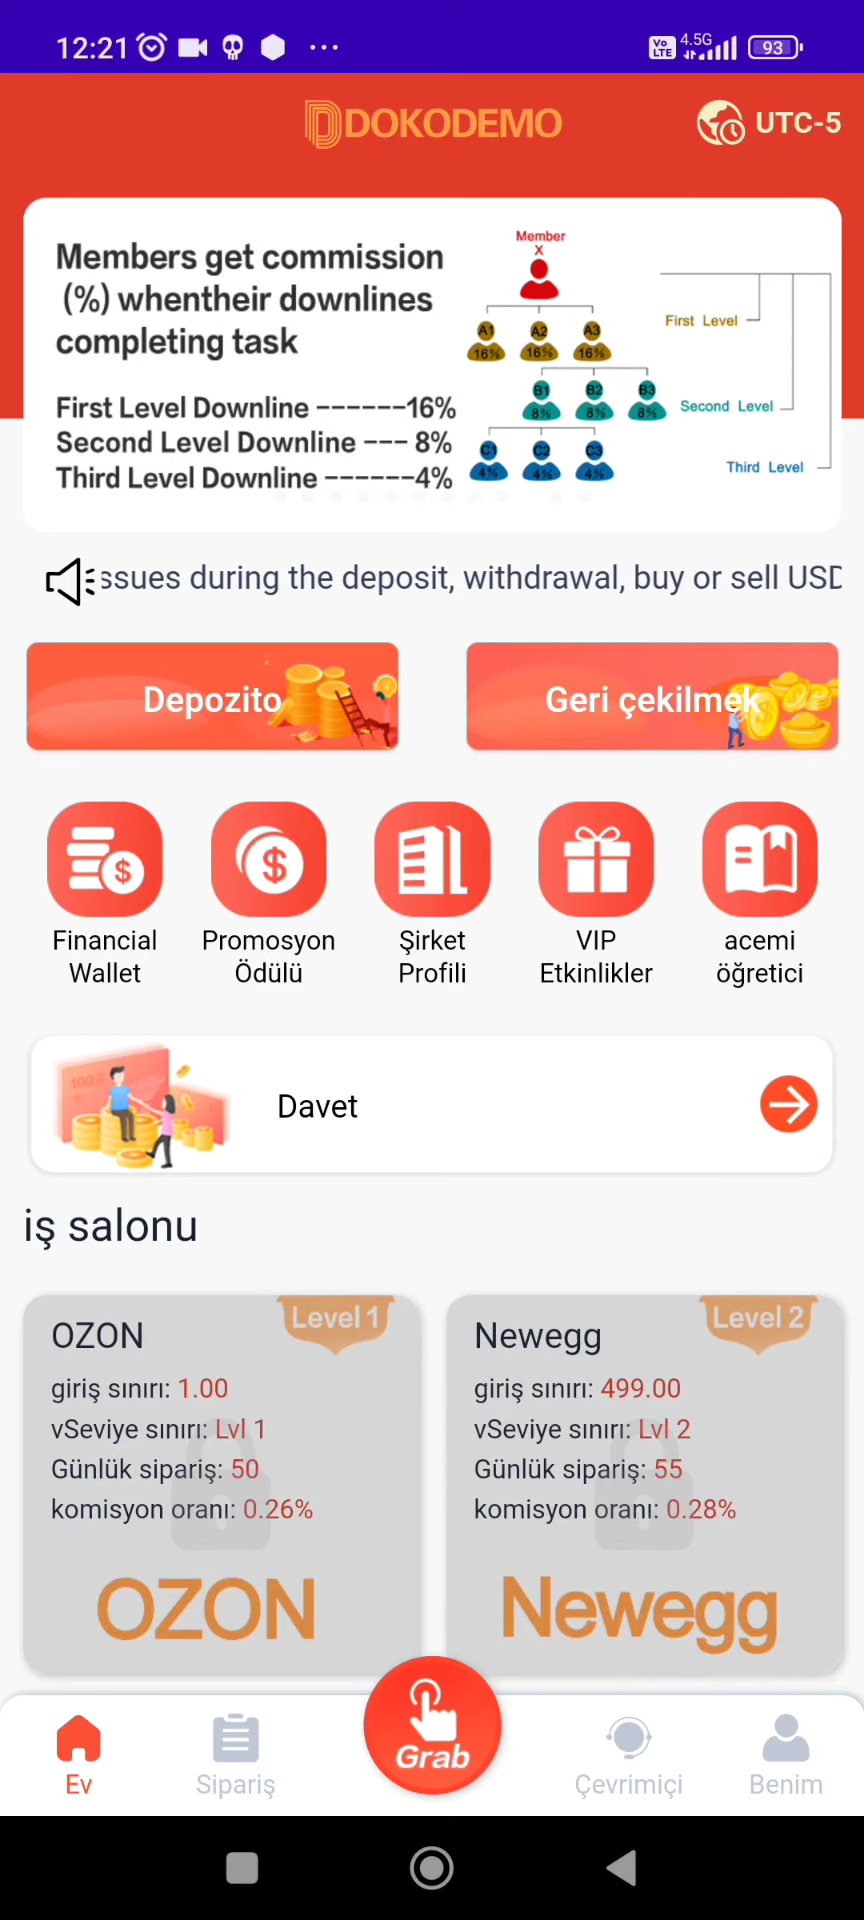 12:21
Vo LTE 4.5G 93
DOKODEMO
UTC-5
Members get commission
(%) whentheir downlines
completing task
First Level Downline ------16%
Second Level Downline --- 8%
Third Level Downline ------4%
Member
X
A1 A2 A3
16% 16% 16%
First Level
B1 B2 B3
8% 8% 8%
Second Level
C1 C2 C3
4% 4% 4%
Third Level
ssues during the deposit, withdrawal, buy or sell USD
Depozito
Geri çekilmek
Financial
Wallet
Promosyon
Ödülü
Şirket
Profili
VIP
Etkinlikler
acemi
öğretici
Davet
iş salonu
Level 1
OZON
giriş sınırı: 1.00
vSeviye sınırı: Lvl 1
Günlük sipariş: 50
komisyon oranı: 0.26%
OZON
Level 2
Newegg
giriş sınırı: 499.00
vSeviye sınırı: Lvl 2
Günlük sipariş: 55
komisyon oranı: 0.28%
Newegg
Ev
Sipariş
Grab
Çevrimiçi
Benim